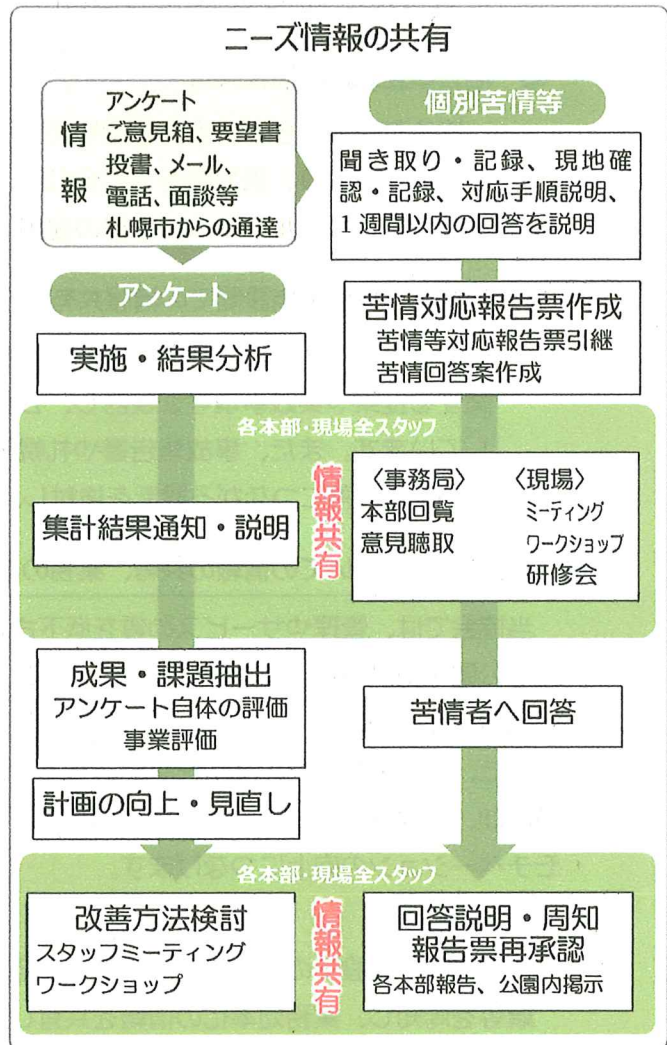 ニーズ情報の共有
情報
アンケート
ご意見箱、要望書
投書、メール、
電話、面談等
札幌市からの通達
個別苦情等
聞き取り・記録、現地確
認・記録、対応手順説明、
1週間以内の回答を説明
アンケート
実施・結果分析
苦情対応報告票作成
苦情等対応報告票引継
苦情回答案作成
各本部・現場全スタッフ
集計結果通知・説明
情報共有
〈事務局〉
本部回覧
意見聴取
〈現場〉
ミーティング
ワークショップ
研修会
成果・課題抽出
アンケート自体の評価
事業評価
計画の向上・見直し
苦情者へ回答
各本部・現場全スタッフ
改善方法検討
スタッフミーティング
ワークショップ
情報共有
回答説明・周知
報告票再承認
各本部報告、公園内掲示